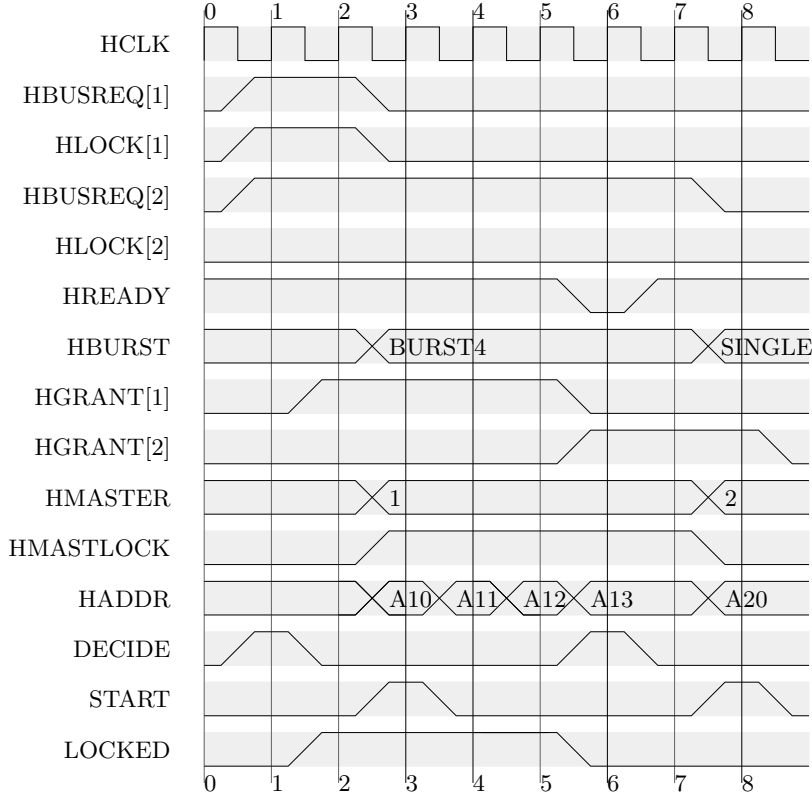 0 1 2 3 4 5 6 7 8
HCLK
HBUSREQ[1]
HLOCK[1]
HBUSREQ[2]
HLOCK[2]
HREADY
HBURST BURST4 SINGLE
HGRANT[1]
HGRANT[2]
HMASTER 1 2
HMASTLOCK
HADDR A10 A11 A12 A13 A20
DECIDE
START
LOCKED
0 1 2 3 4 5 6 7 8